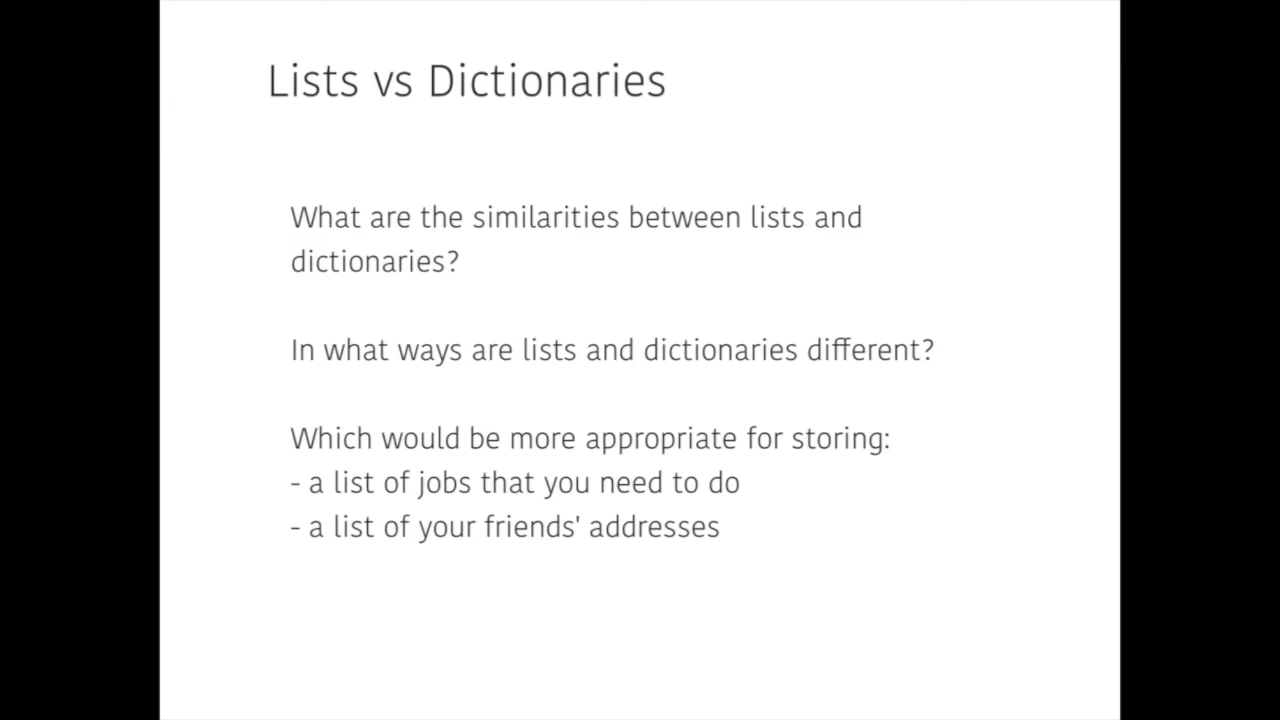 Lists vs Dictionaries
What are the similarities between lists and
dictionaries?
In what ways are lists and dictionaries different?
Which would be more appropriate for storing:
- a list of jobs that you need to do
- a list of your friends' addresses